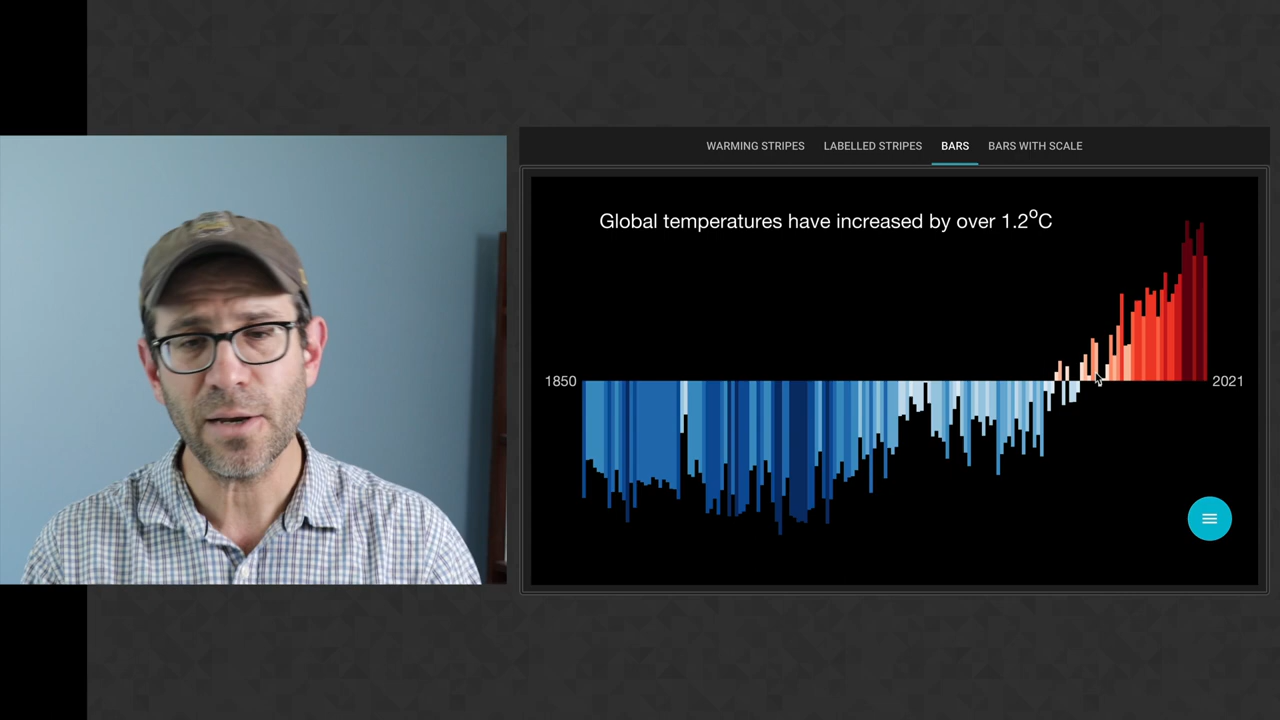 WARMING STRIPES LABELLED STRIPES BARS BARS WITH SCALE
Global temperatures have increased by over 1.2°C
1850
2021